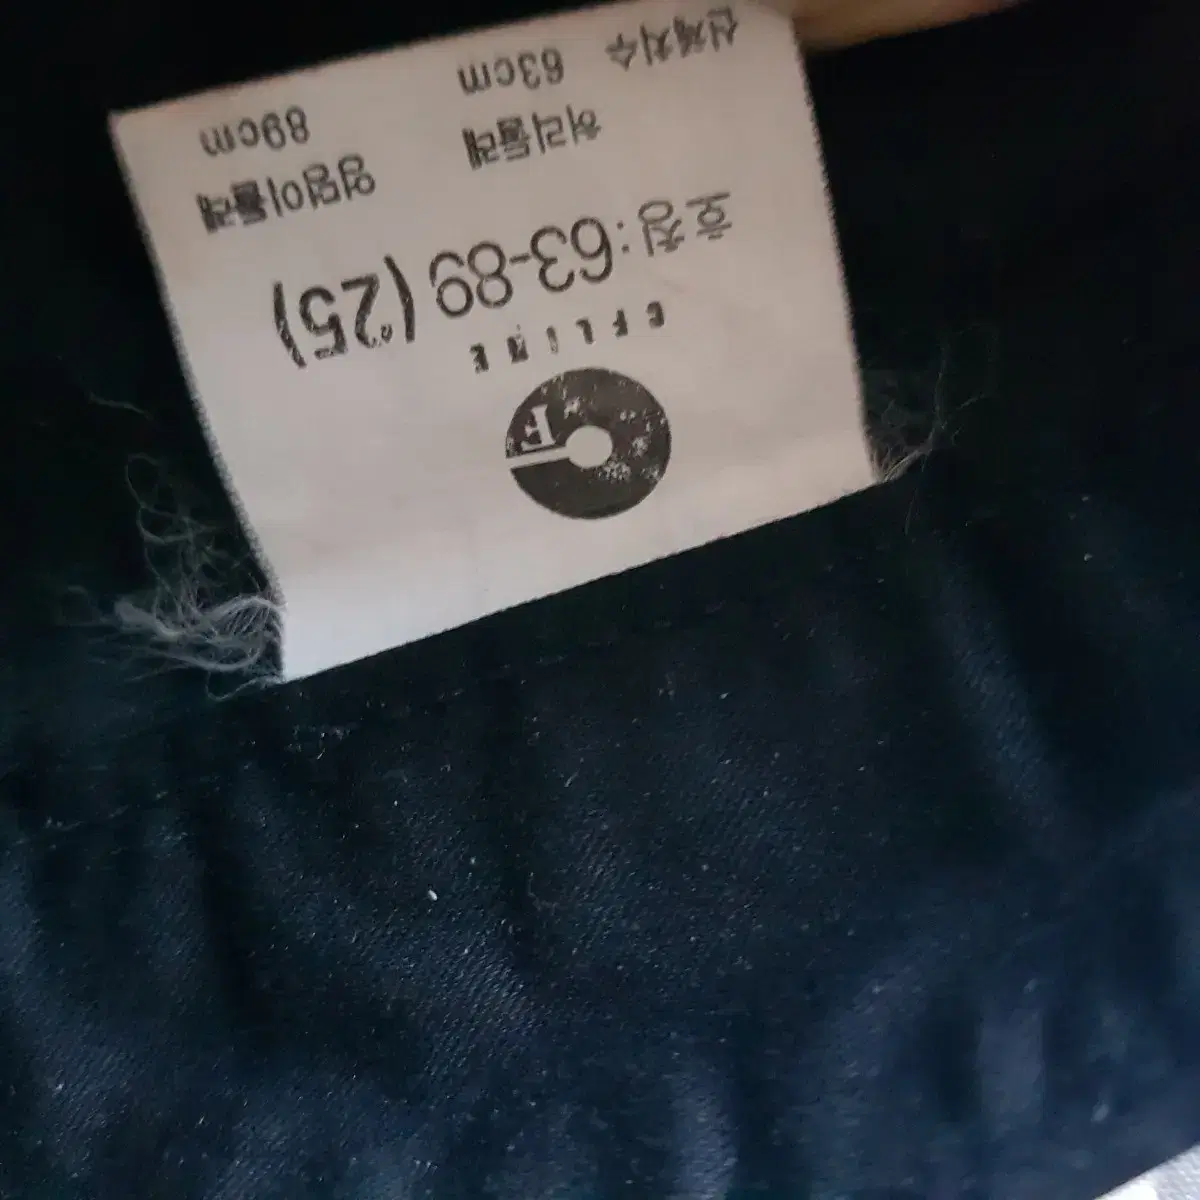 F
CFLINE
호칭:63-89 (25)
허리둘레 엉덩이둘레
신체치수 63cm 89cm